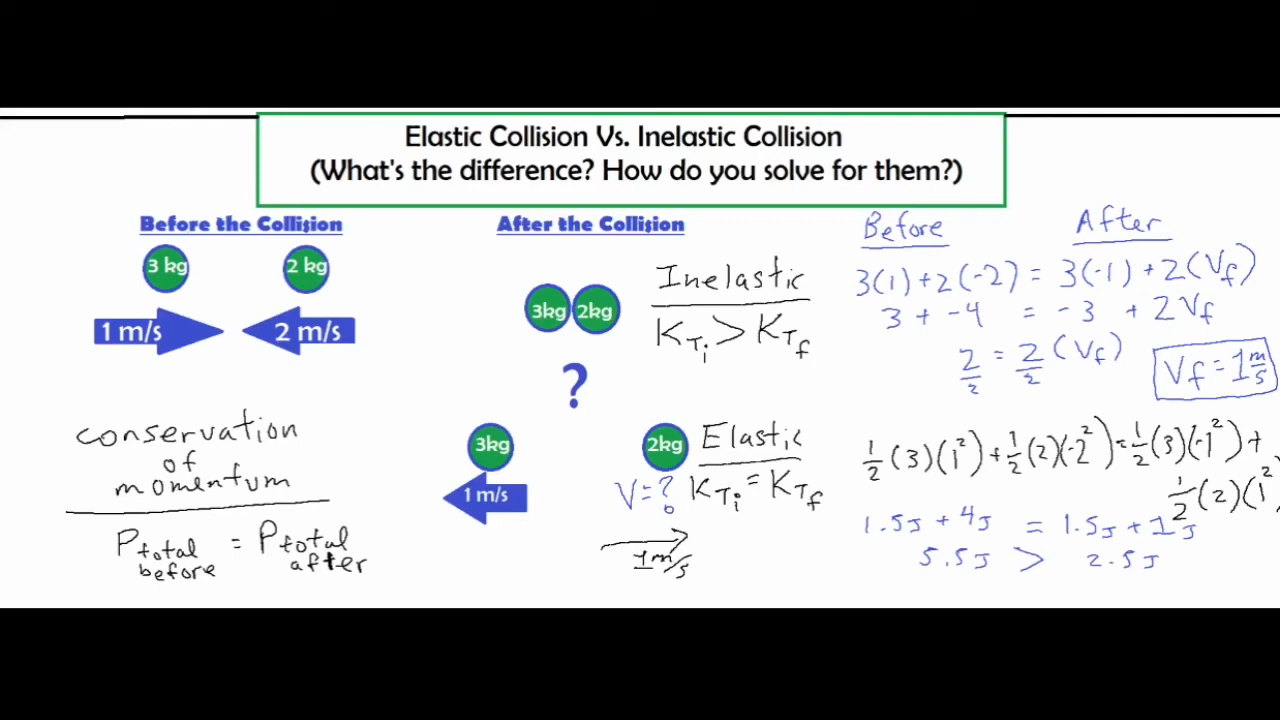 Elastic Collision Vs. Inelastic Collision
(What's the difference? How do you solve for them?)
Before the Collision
3 kg
2 kg
1 m/s
2 m/s
conservation
of
momentum
Ptotal before = Ptotal after
After the Collision
3kg
2kg
?
Inelastic
KTi > KTf
3kg
2kg
1 m/s
V=?
1m/s
Elastic
KTi = KTf
Before
After
3(1)+2(-2) = 3(-1)+2(Vf)
3 + -4 = -3 + 2Vf
2/2 = 2/2 (Vf)
Vf = 1 m/s
1/2 (3)(1²)+1/2(2)(-2²)=1/2(3)(-1²)+
1/2(2)(1²)
1.5J + 4J = 1.5J + 1J
5.5J > 2.5J